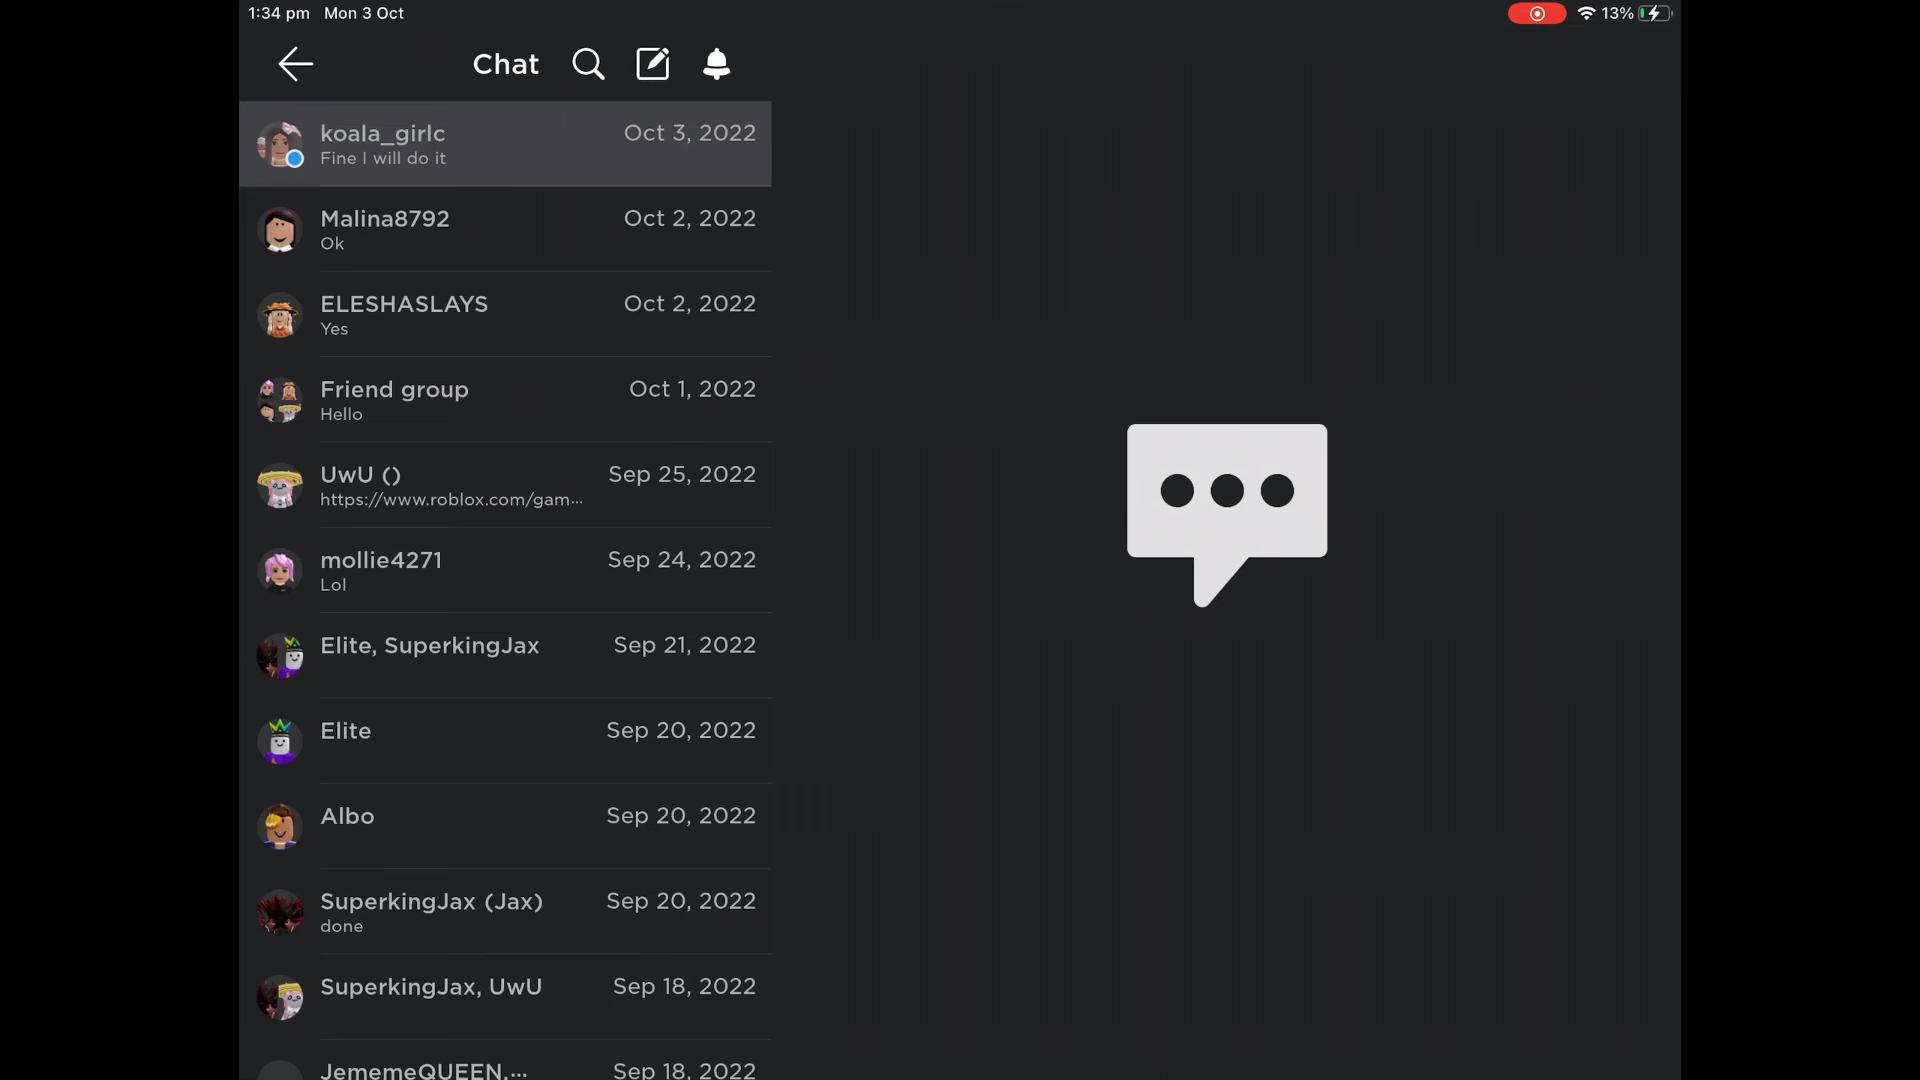 1:34 pm Mon 3 Oct
13%
Chat
koala_girlc Oct 3, 2022
Fine I will do it
Malina8792 Oct 2, 2022
Ok
ELESHASLAYS Oct 2, 2022
Yes
Friend group Oct 1, 2022
Hello
UwU () Sep 25, 2022
https://www.roblox.com/gam...
mollie4271 Sep 24, 2022
Lol
Elite, SuperkingJax Sep 21, 2022
Elite Sep 20, 2022
Albo Sep 20, 2022
SuperkingJax (Jax) Sep 20, 2022
done
SuperkingJax, UwU Sep 18, 2022
JememeQUEEN,... Sep 18, 2022